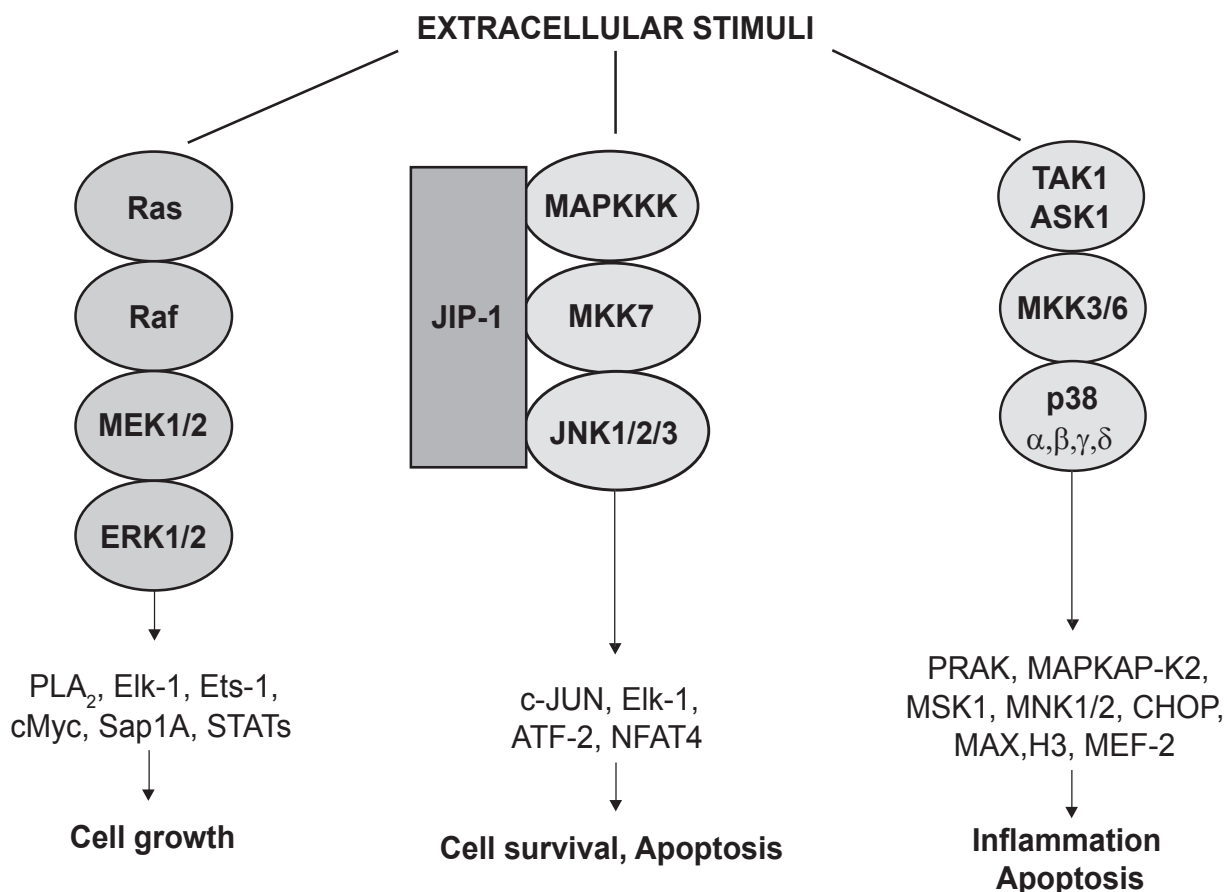 EXTRACELLULAR STIMULI
Ras
Raf
MEK1/2
ERK1/2
PLA₂, Elk-1, Ets-1,
cMyc, Sap1A, STATs
Cell growth
JIP-1
MAPKKK
MKK7
JNK1/2/3
c-JUN, Elk-1,
ATF-2, NFAT4
Cell survival, Apoptosis
TAK1
ASK1
MKK3/6
p38
α,β,γ,δ
PRAK, MAPKAP-K2,
MSK1, MNK1/2, CHOP,
MAX,H3, MEF-2
Inflammation
Apoptosis